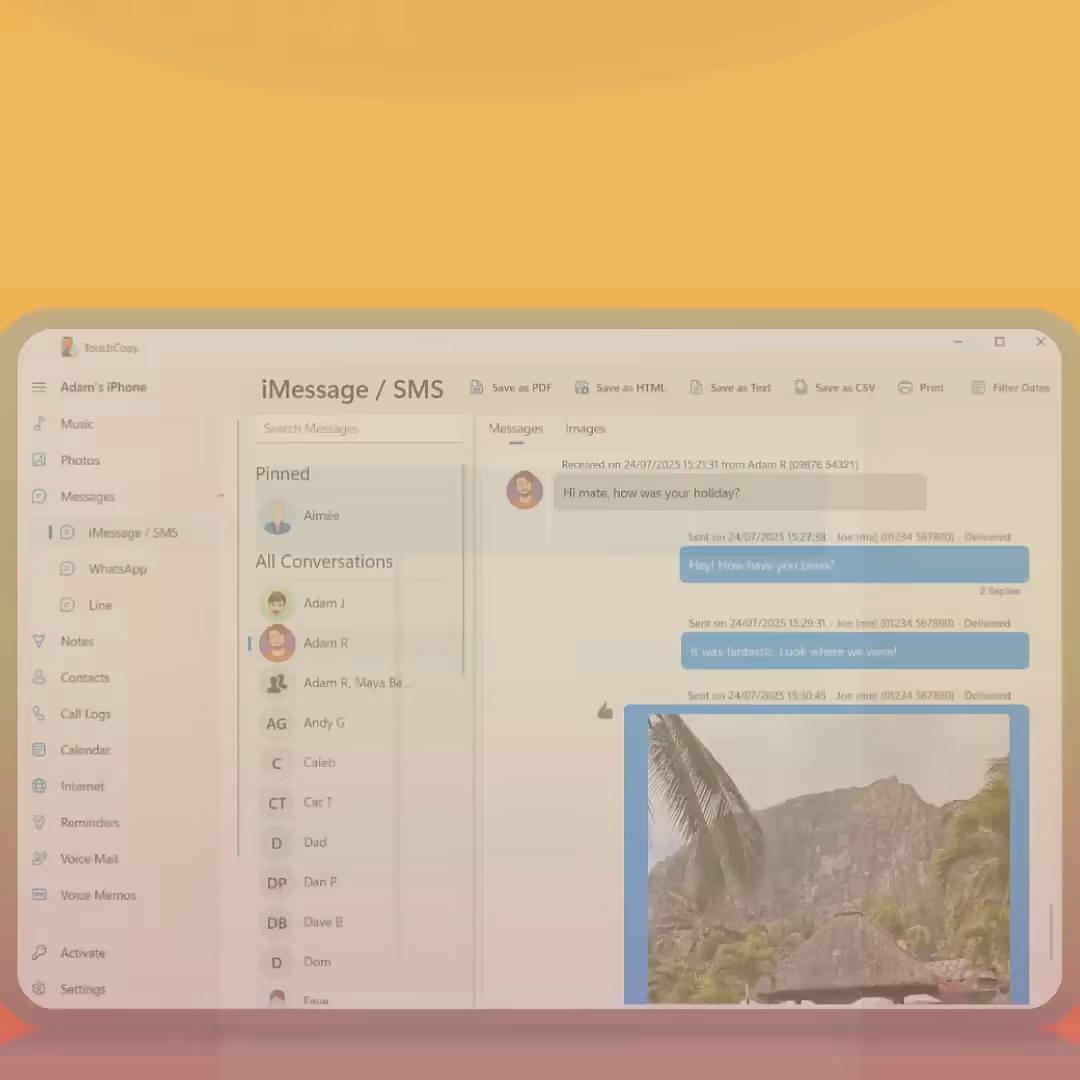 TouchCopy
Adam's iPhone
Music
Photos
Messages
iMessage / SMS
WhatsApp
Line
Notes
Contacts
Call Logs
Calendar
Internet
Reminders
Voice Mail
Voice Memos
Activate
Settings
iMessage / SMS
Save as PDF
Save as HTML
Save as Text
Save as CSV
Print
Filter Dates
Search Messages
Pinned
Aimée
All Conversations
Adam J
Adam R
Adam R, Maya Be...
AG Andy G
C Caleb
CT Cat T
D Dad
DP Dan P
DB Dave B
D Dom
Faye
Messages Images
Received on 24/07/2025 15:21:31 from Adam R (09876 54321)
Hi mate, how was your holiday?
Sent on 24/07/2025 15:27:58 - Joe (me) (01234 567890) - Delivered
Hey! How have you been?
2 Replies
Sent on 24/07/2025 15:29:31 - Joe (me) (01234 567890) - Delivered
It was fantastic. Look where we were!
Sent on 24/07/2025 15:30:45 - Joe (me) (01234 567890) - Delivered